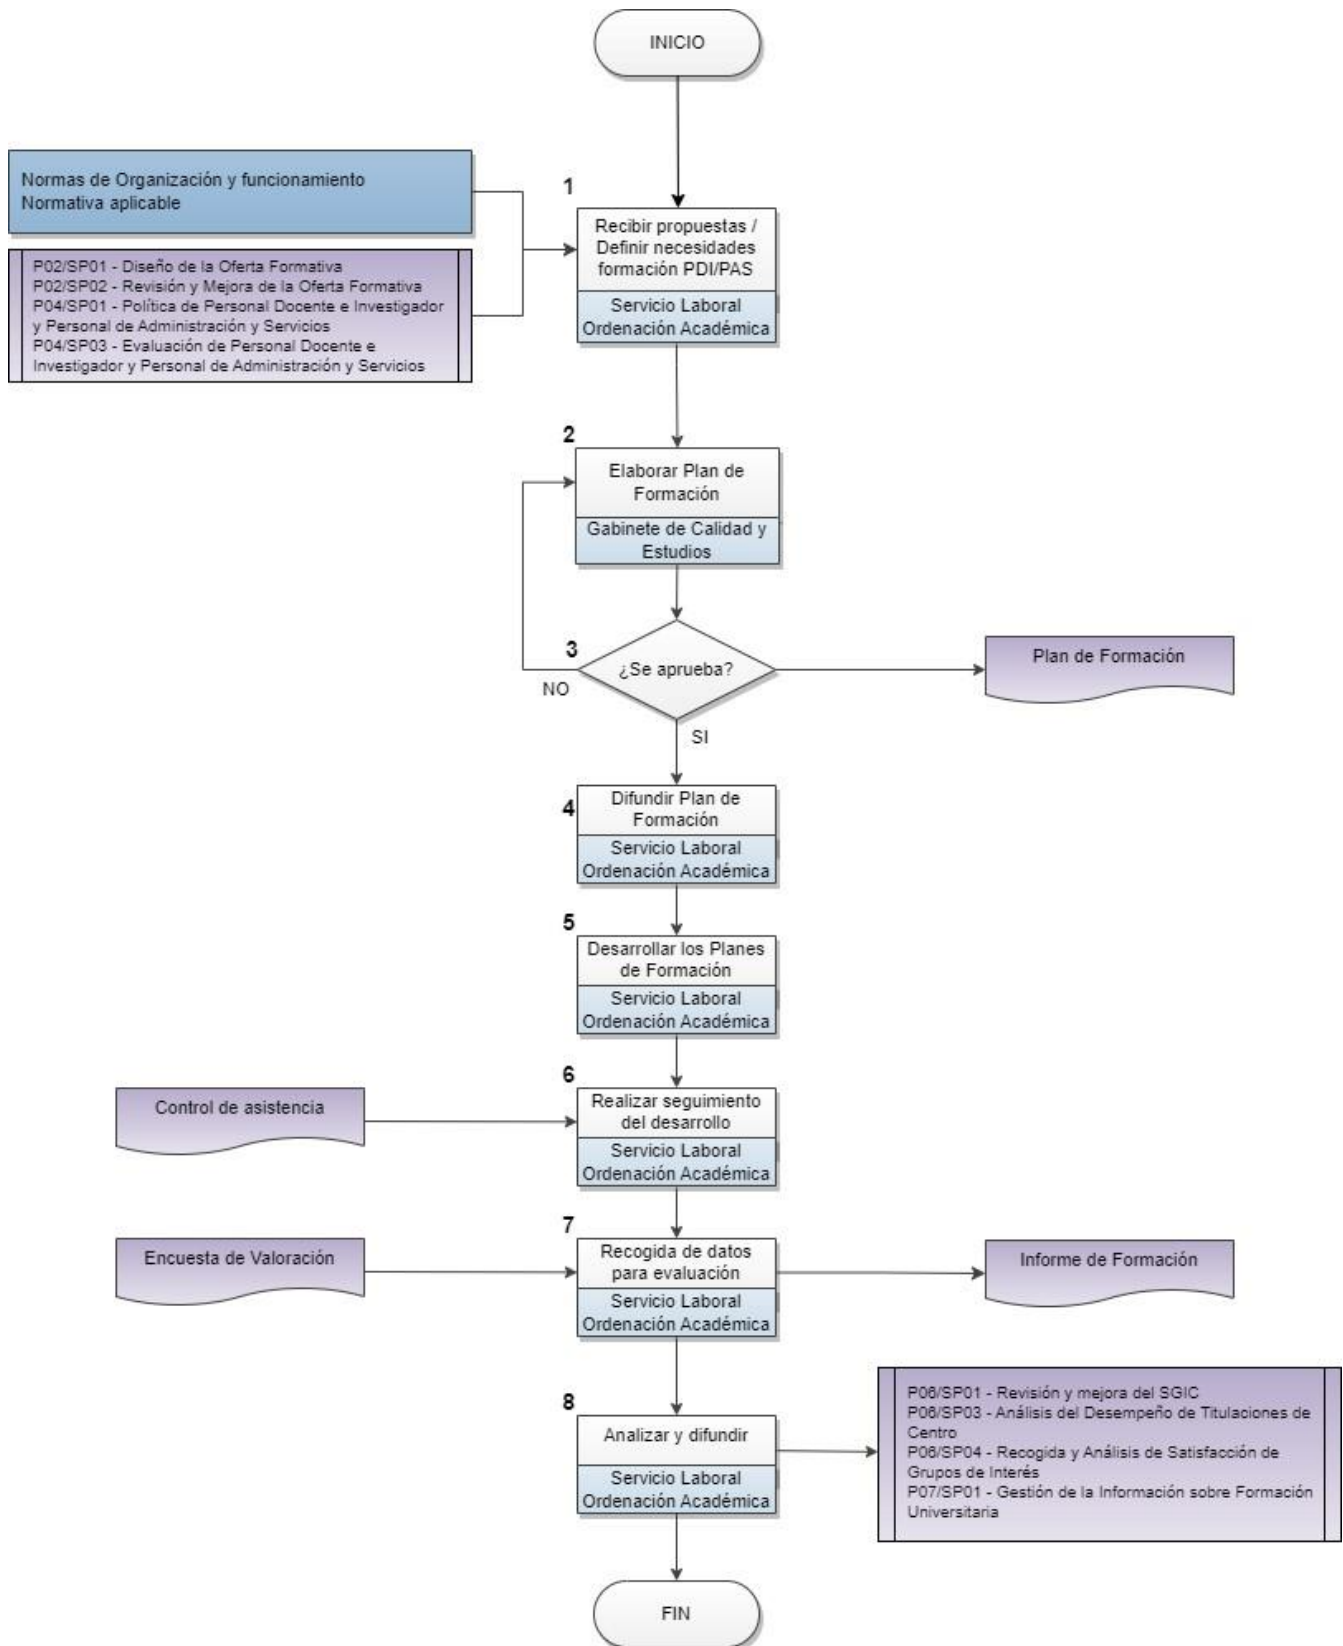 INICIO
Normas de Organización y funcionamiento
Normativa aplicable
P02/SP01 - Diseño de la Oferta Formativa
P02/SP02 - Revisión y Mejora de la Oferta Formativa
P04/SP01 - Política de Personal Docente e Investigador
y Personal de Administración y Servicios
P04/SP03 - Evaluación de Personal Docente e
Investigador y Personal de Administración y Servicios
1
Recibir propuestas /
Definir necesidades
formación PDI/PAS
Servicio Laboral
Ordenación Académica
2
Elaborar Plan de
Formación
Gabinete de Calidad y
Estudios
3
¿Se aprueba?
NO
SI
Plan de Formación
4
Difundir Plan de
Formación
Servicio Laboral
Ordenación Académica
5
Desarrollar los Planes
de Formación
Servicio Laboral
Ordenación Académica
Control de asistencia
6
Realizar seguimiento
del desarrollo
Servicio Laboral
Ordenación Académica
Encuesta de Valoración
7
Recogida de datos
para evaluación
Servicio Laboral
Ordenación Académica
Informe de Formación
8
Analizar y difundir
Servicio Laboral
Ordenación Académica
P06/SP01 - Revisión y mejora del SGIC
P06/SP03 - Análisis del Desempeño de Titulaciones de
Centro
P06/SP04 - Recogida y Análisis de Satisfacción de
Grupos de Interés
P07/SP01 - Gestión de la Información sobre Formación
Universitaria
FIN